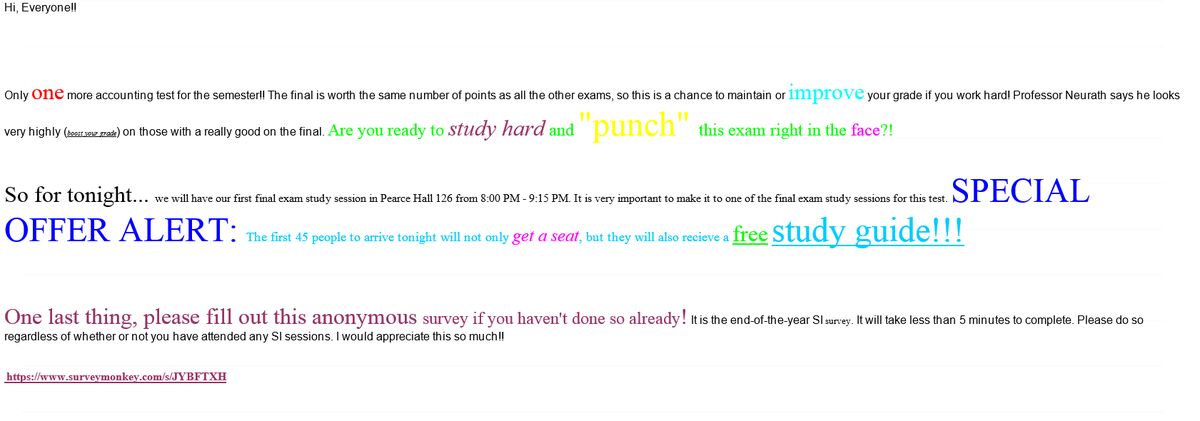 Hi, Everyone!!
Only one more accounting test for the semester!! The final is worth the same number of points as all the other exams, so this is a chance to maintain or improve your grade if you work hard! Professor Neurath says he looks
very highly (boost your grade) on those with a really good on the final. Are you ready to study hard and "punch" this exam right in the face?!
So for tonight... we will have our first final exam study session in Pearce Hall 126 from 8:00 PM - 9:15 PM. It is very important to make it to one of the final exam study sessions for this test. SPECIAL
OFFER ALERT: The first 45 people to arrive tonight will not only get a seat, but they will also recieve a free study guide!!!
One last thing, please fill out this anonymous survey if you haven't done so already! It is the end-of-the-year SI survey. It will take less than 5 minutes to complete. Please do so
regardless of whether or not you have attended any SI sessions. I would appreciate this so much!!
https://www.surveymonkey.com/s/JYBFTXH